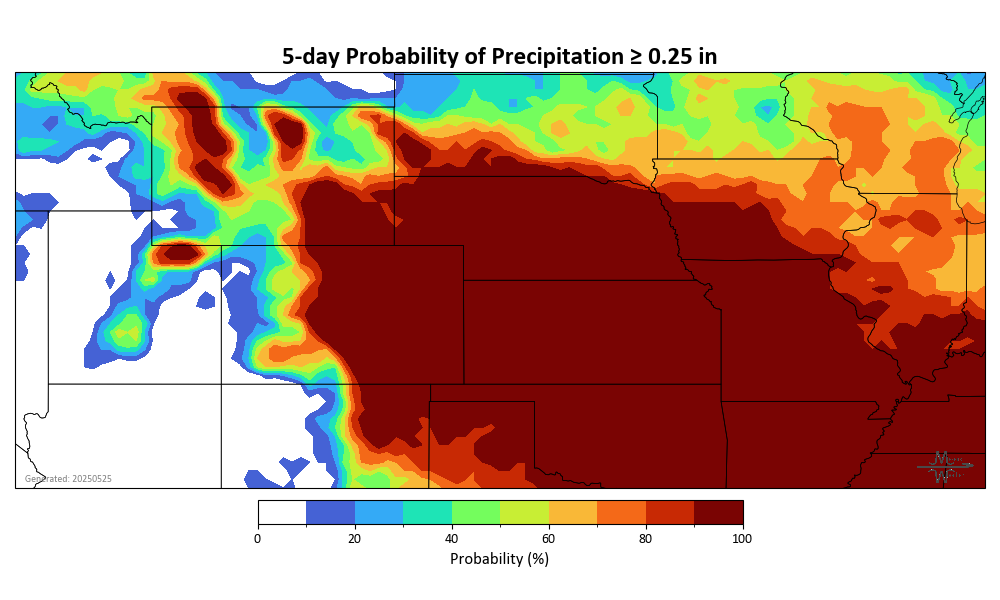 5-day Probability of Precipitation ≥ 0.25 in
Generated: 20250525
0 20 40 60 80 100
Probability (%)